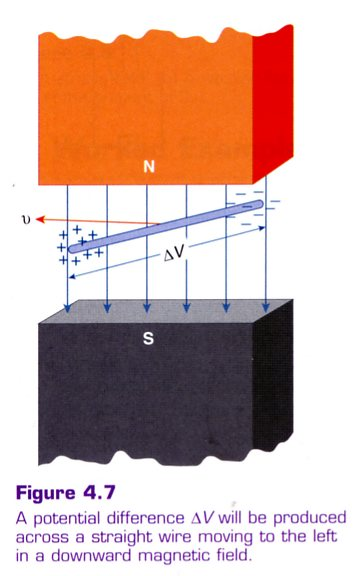 N
υ
ΔV
S
Figure 4.7
A potential difference ΔV will be produced
across a straight wire moving to the left
in a downward magnetic field.